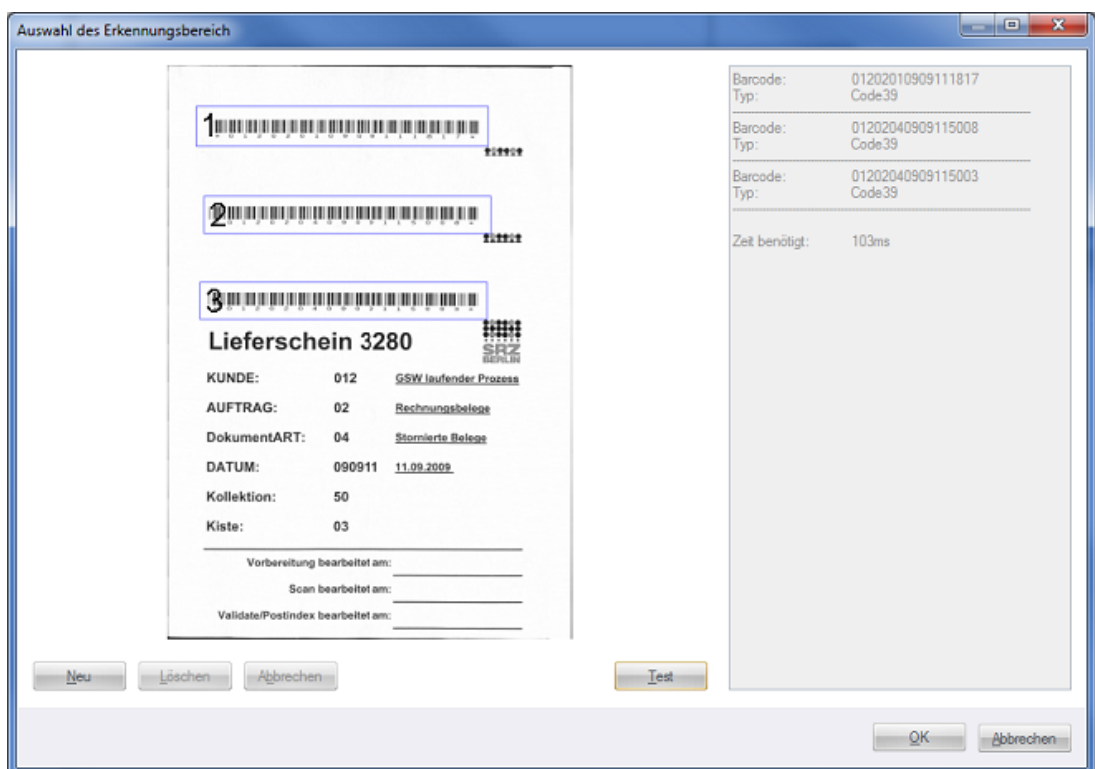 Auswahl des Erkennungsbereich
1
2
3
Lieferschein 3280
SRZ
BERLIN
KUNDE: 012 GSW laufender Prozess
AUFTRAG: 02 Rechnungsbelege
DokumentART: 04 Stornierte Belege
DATUM: 090911 11.09.2009
Kollektion: 50
Kiste: 03
Vorbereitung bearbeitet am:
Scan bearbeitet am:
Validate/Postindex bearbeitet am:
Neu Löschen Abbrechen Test
Barcode: 01202010909111817
Typ: Code39
Barcode: 01202040909115008
Typ: Code39
Barcode: 01202040909115003
Typ: Code39
Zeit benötigt: 103ms
OK Abbrechen